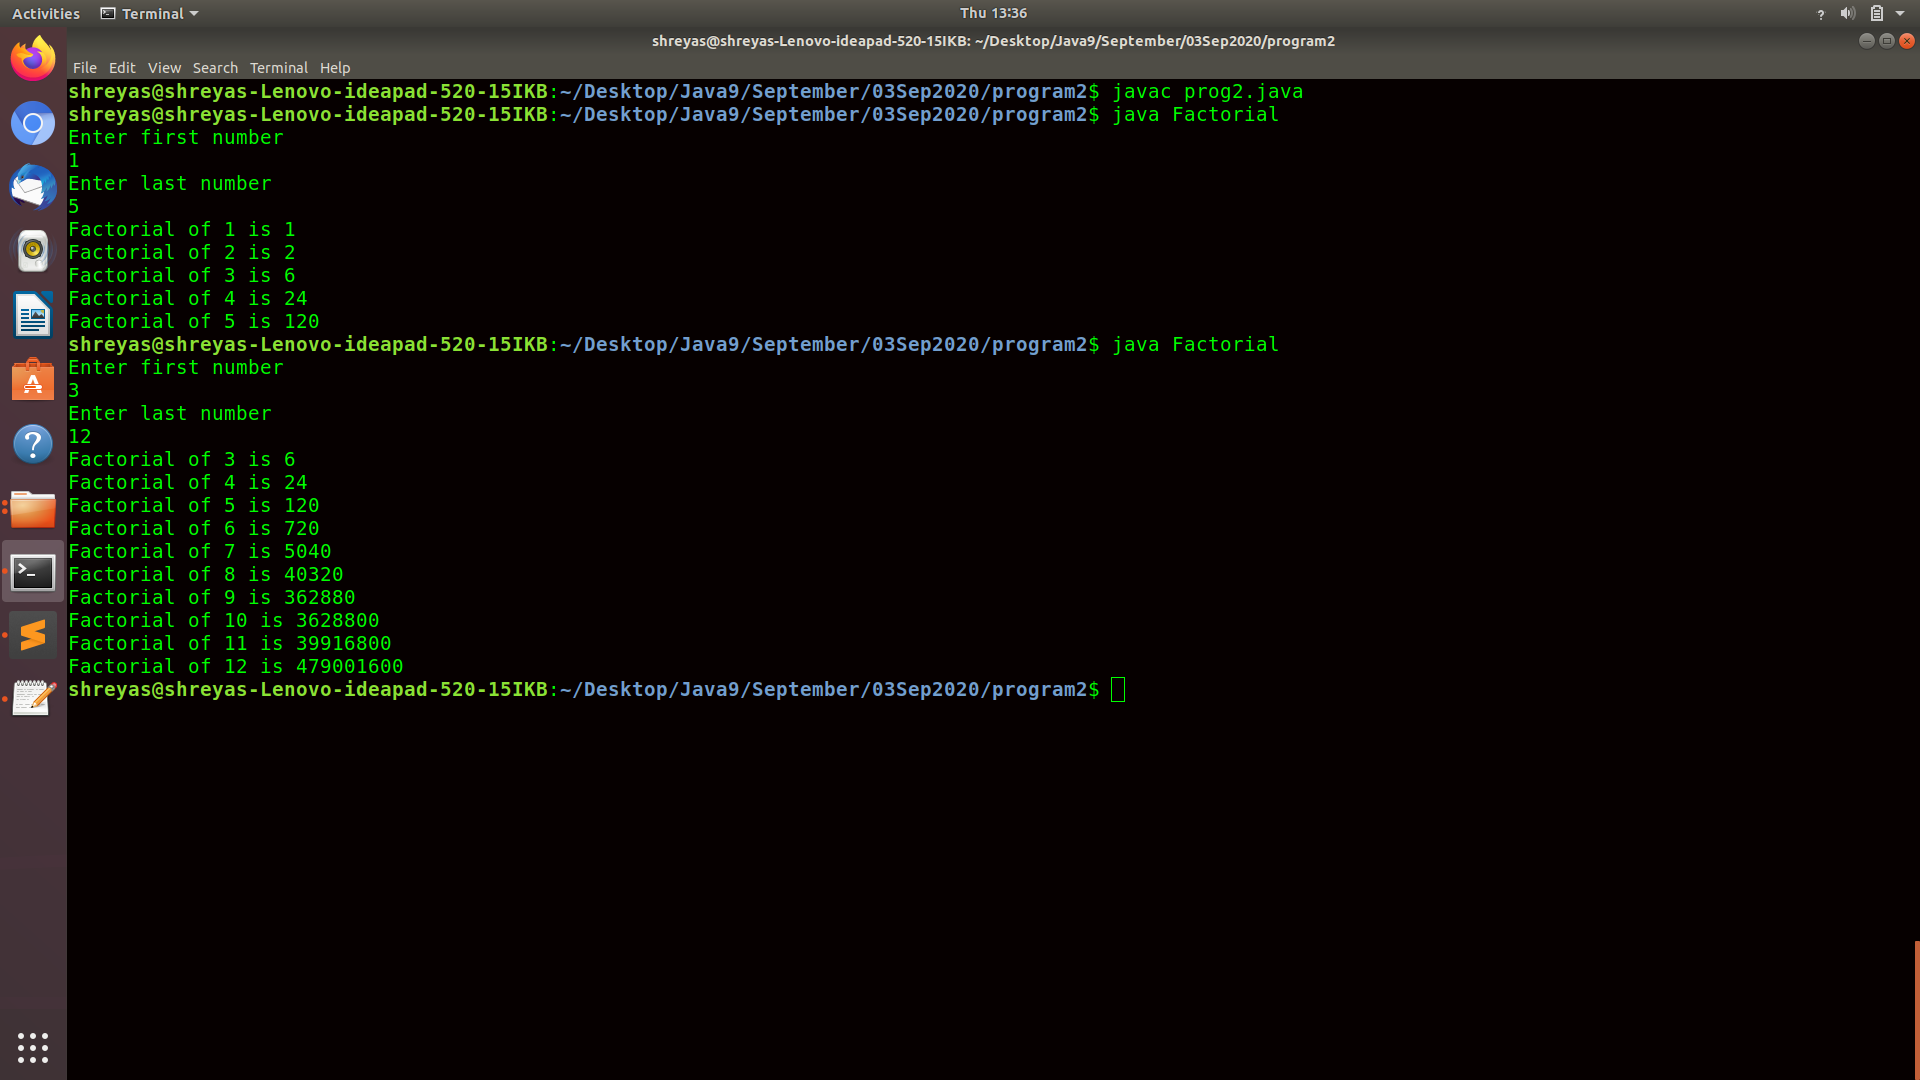 Activities Terminal Thu 13:36 ?
shreyas@shreyas-Lenovo-ideapad-520-15IKB: ~/Desktop/Java9/September/03Sep2020/program2
File Edit View Search Terminal Help
shreyas@shreyas-Lenovo-ideapad-520-15IKB:~/Desktop/Java9/September/03Sep2020/program2$ javac prog2.java
shreyas@shreyas-Lenovo-ideapad-520-15IKB:~/Desktop/Java9/September/03Sep2020/program2$ java Factorial
Enter first number
1
Enter last number
5
Factorial of 1 is 1
Factorial of 2 is 2
Factorial of 3 is 6
Factorial of 4 is 24
Factorial of 5 is 120
shreyas@shreyas-Lenovo-ideapad-520-15IKB:~/Desktop/Java9/September/03Sep2020/program2$ java Factorial
Enter first number
3
Enter last number
12
Factorial of 3 is 6
Factorial of 4 is 24
Factorial of 5 is 120
Factorial of 6 is 720
Factorial of 7 is 5040
Factorial of 8 is 40320
Factorial of 9 is 362880
Factorial of 10 is 3628800
Factorial of 11 is 39916800
Factorial of 12 is 479001600
shreyas@shreyas-Lenovo-ideapad-520-15IKB:~/Desktop/Java9/September/03Sep2020/program2$